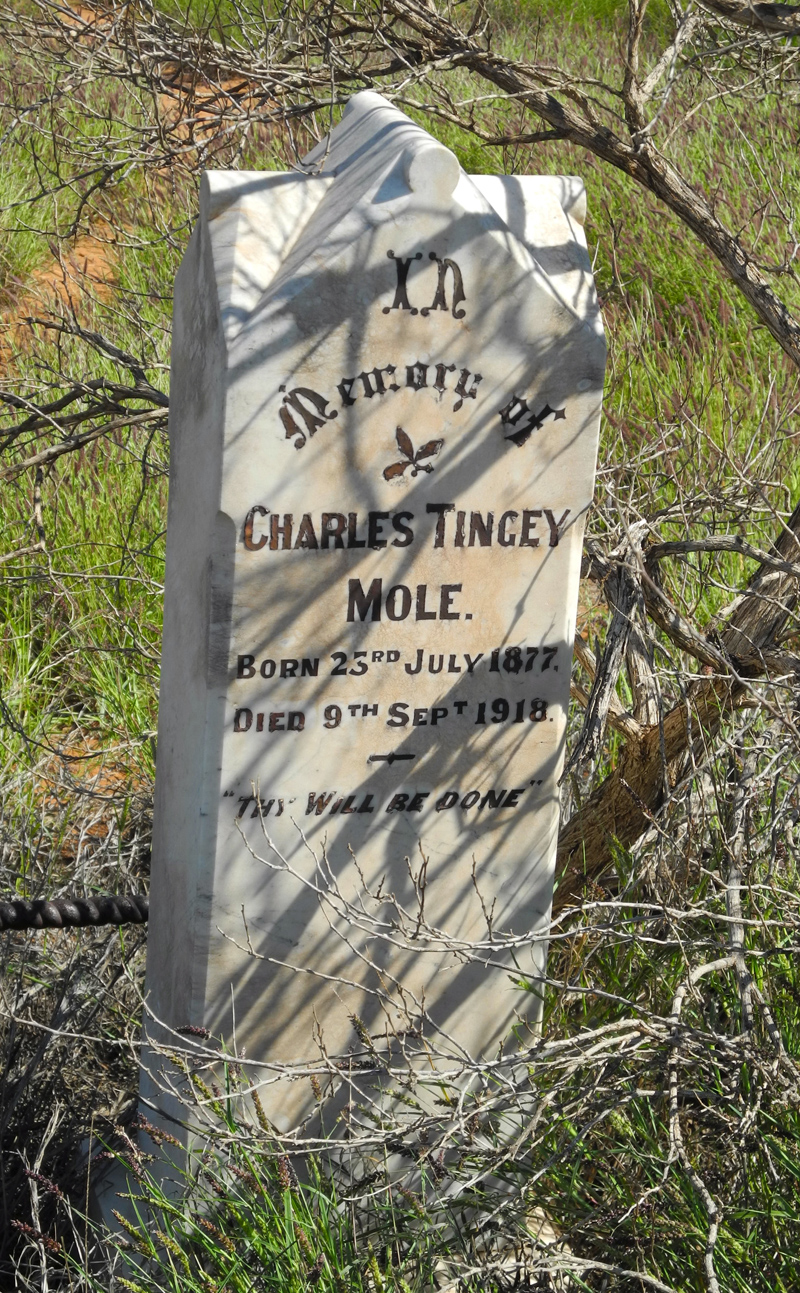 In
Memory of
CHARLES TINGEY
MOLE.
BORN 23RD JULY 1877.
DIED 9TH SEPT 1918.
"THY WILL BE DONE"